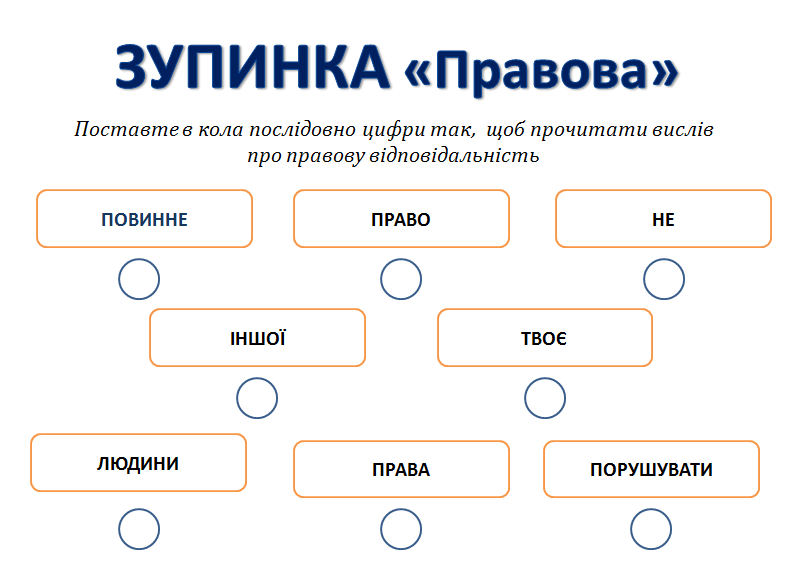 ЗУПИНКА «Правова»
Поставте в кола послідовно цифри так, щоб прочитати вислів
про правову відповідальність
ПОВИННЕ
ПРАВО
НЕ
ІНШОЇ
ТВОЄ
ЛЮДИНИ
ПРАВА
ПОРУШУВАТИ